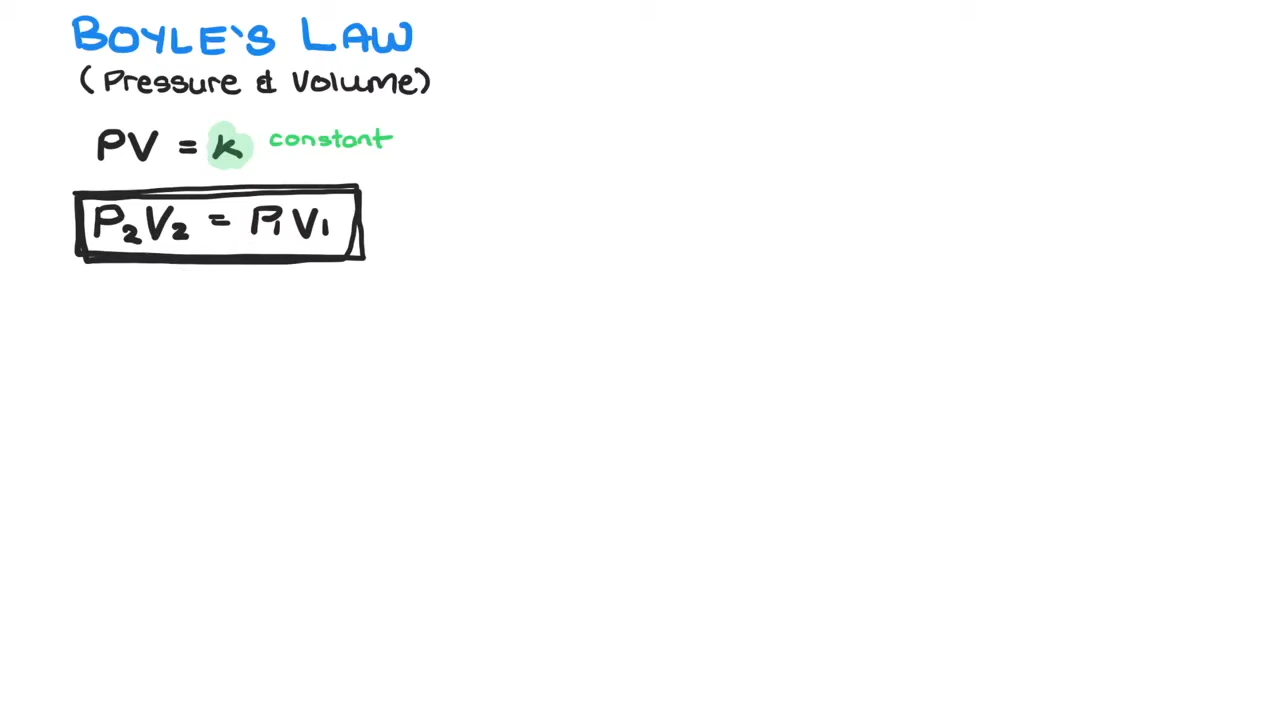 BOYLE'S LAW
(Pressure & Volume)
PV = k constant
P₂V₂ = P₁V₁